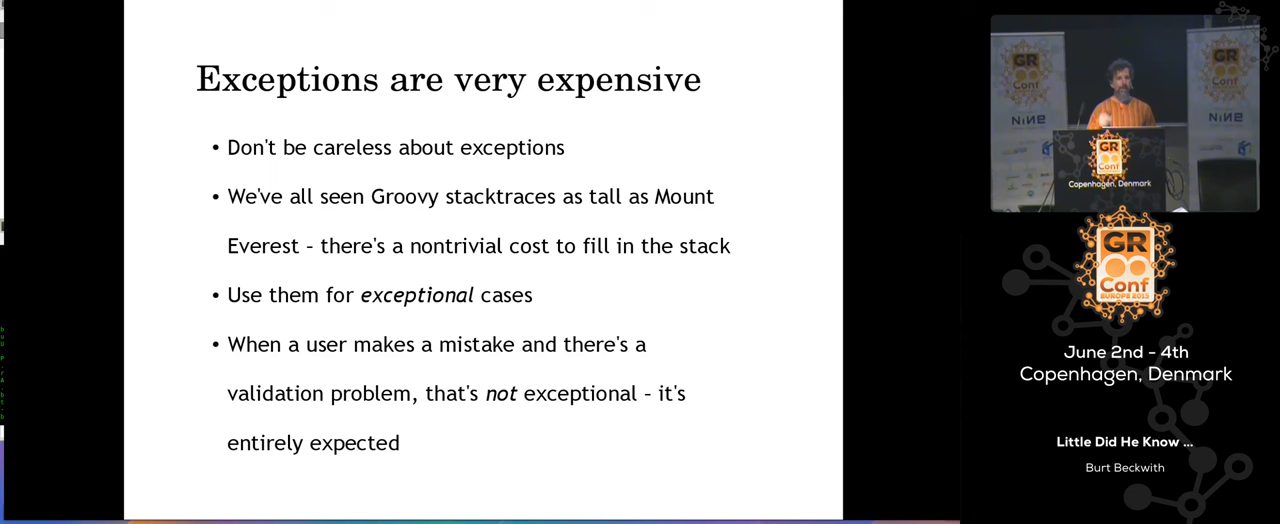 Exceptions are very expensive
• Don't be careless about exceptions
• We've all seen Groovy stacktraces as tall as Mount
Everest – there's a nontrivial cost to fill in the stack
• Use them for exceptional cases
• When a user makes a mistake and there's a
validation problem, that's not exceptional – it's
entirely expected
GR
Conf
NINE
GR
Conf
NINE
GR
Conf
Copenhagen, Denmark
GR
Conf
EUROPE 2015
June 2nd - 4th
Copenhagen, Denmark
Little Did He Know ...
Burt Beckwith